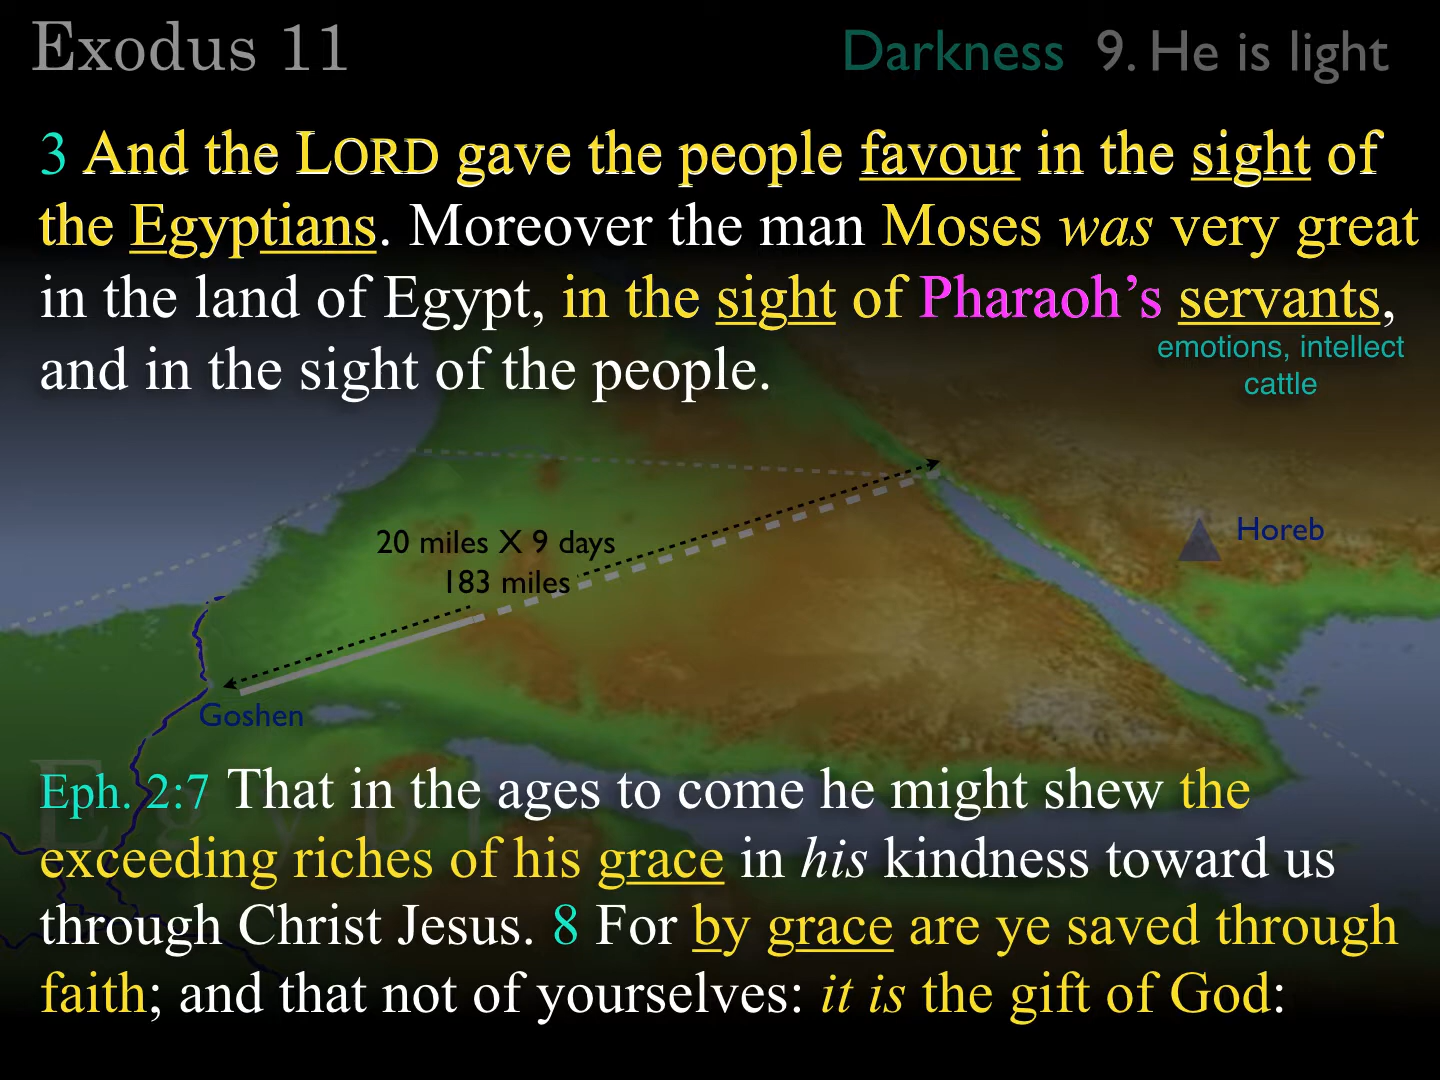 Exodus 11
Darkness 9. He is light
3 And the LORD gave the people favour in the sight of
the Egyptians. Moreover the man Moses was very great
in the land of Egypt, in the sight of Pharaoh’s servants,
emotions, intellect
cattle
and in the sight of the people.
20 miles X 9 days
183 miles
Horeb
Goshen
Egypt
Eph. 2:7 That in the ages to come he might shew the
exceeding riches of his grace in his kindness toward us
through Christ Jesus. 8 For by grace are ye saved through
faith; and that not of yourselves: it is the gift of God: